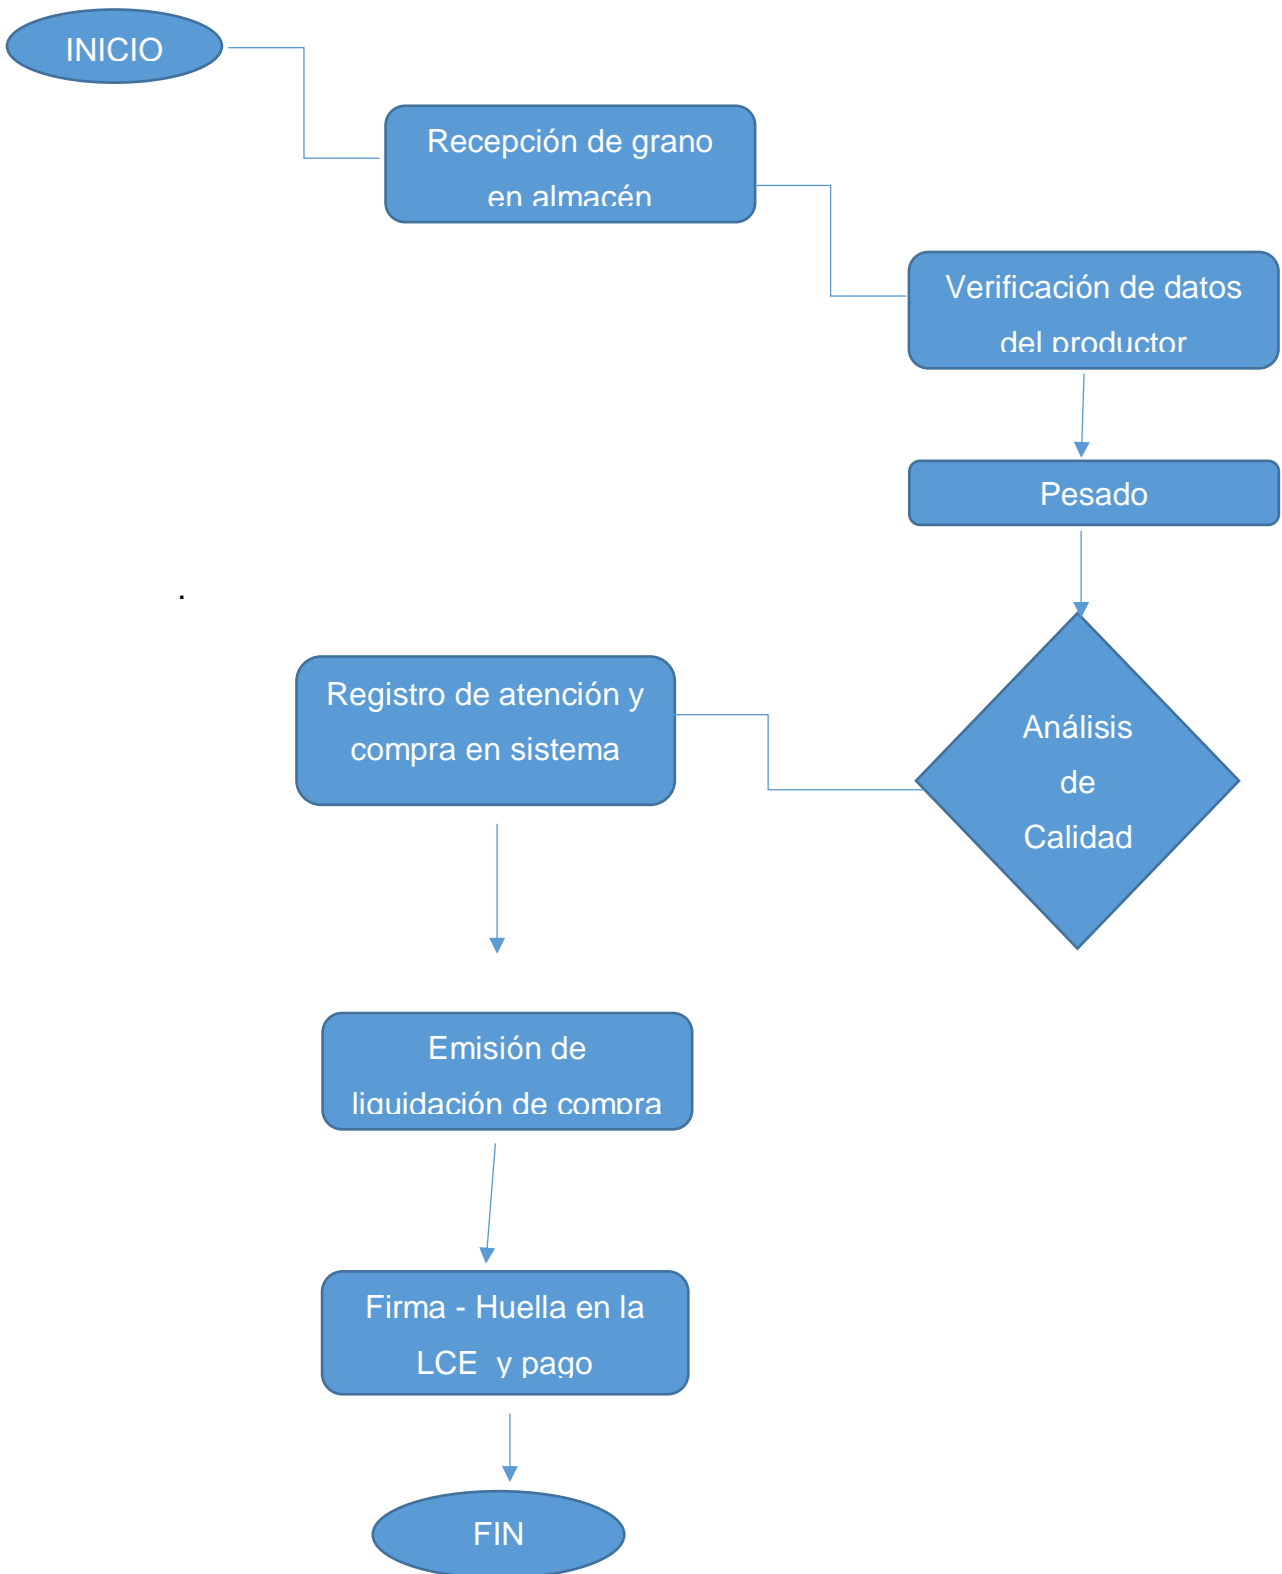 INICIO
Recepción de grano
en almacén
Verificación de datos
del productor
Pesado
.
Análisis
de
Calidad
Registro de atención y
compra en sistema
Emisión de
liquidación de compra
Firma - Huella en la
LCE  y pago
FIN